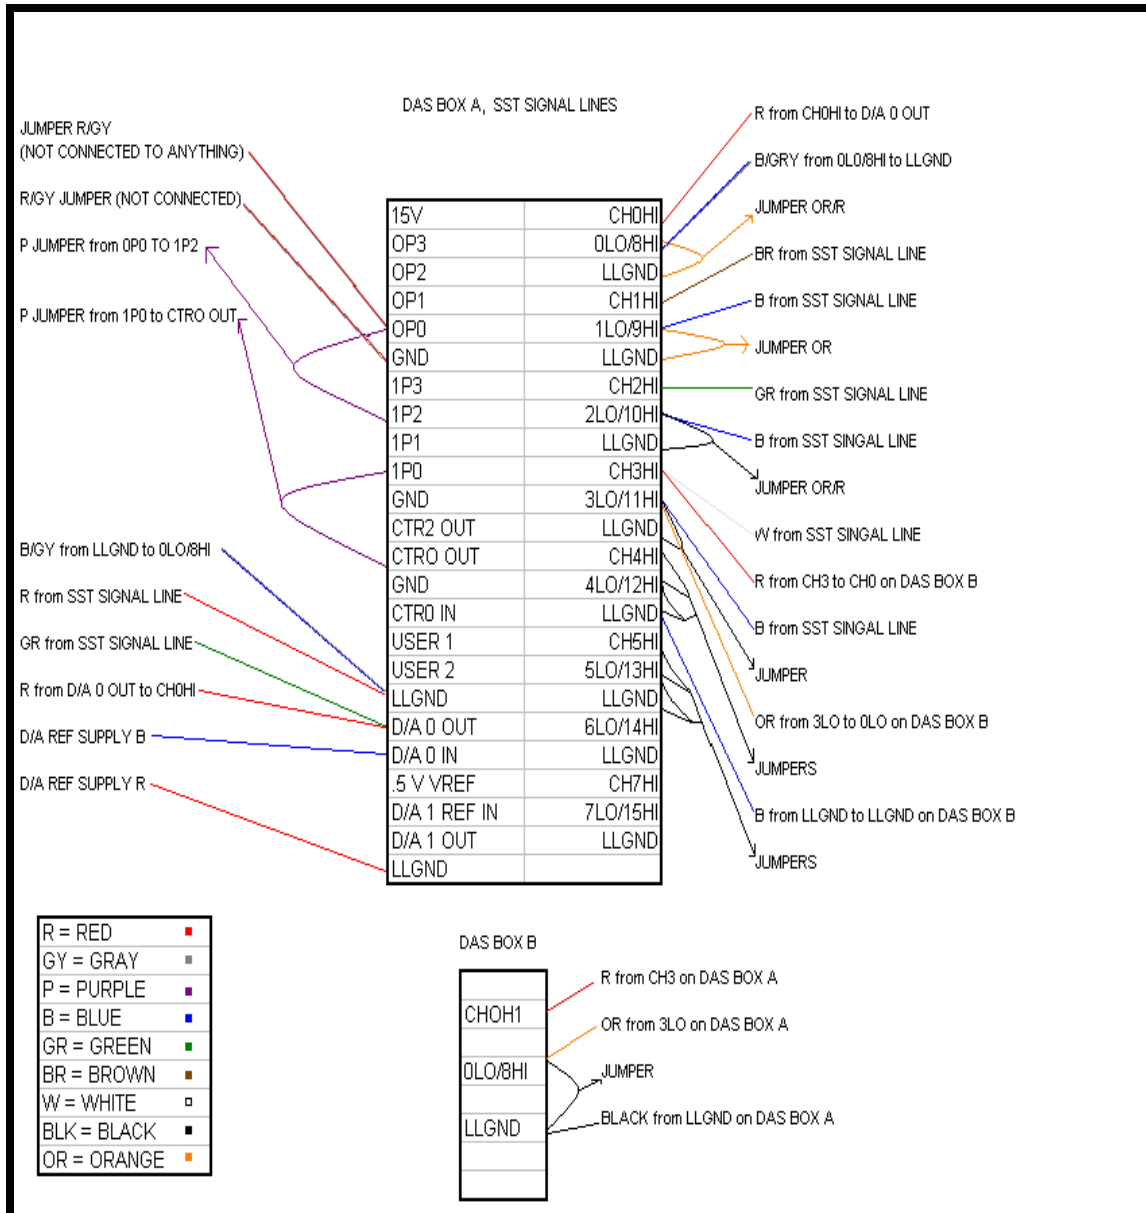 DAS BOX A, SST SIGNAL LINES
JUMPER R/GY
(NOT CONNECTED TO ANYTHING)
R/GY JUMPER (NOT CONNECTED)
P JUMPER from 0P0 TO 1P2
P JUMPER from 1P0 to CTRO OUT
B/GY from LLGND to 0LO/8HI
R from SST SIGNAL LINE
GR from SST SIGNAL LINE
R from D/A 0 OUT to CH0HI
D/A REF SUPPLY B
D/A REF SUPPLY R
15V CH0HI
OP3 0LO/8HI
OP2 LLGND
OP1 CH1HI
OP0 1LO/9HI
GND LLGND
1P3 CH2HI
1P2 2LO/10HI
1P1 LLGND
1P0 CH3HI
GND 3LO/11HI
CTR2 OUT LLGND
CTRO OUT CH4HI
GND 4LO/12HI
CTR0 IN LLGND
USER 1 CH5HI
USER 2 5LO/13HI
LLGND LLGND
D/A 0 OUT 6LO/14HI
D/A 0 IN LLGND
.5 V VREF CH7HI
D/A 1 REF IN 7LO/15HI
D/A 1 OUT LLGND
LLGND
R from CH0HI to D/A 0 OUT
B/GRY from 0L0/8HI to LLGND
JUMPER OR/R
BR from SST SIGNAL LINE
B from SST SIGNAL LINE
JUMPER OR
GR from SST SIGNAL LINE
B from SST SINGAL LINE
JUMPER OR/R
W from SST SINGAL LINE
R from CH3 to CH0 on DAS BOX B
B from SST SINGAL LINE
JUMPER
OR from 3LO to 0LO on DAS BOX B
JUMPERS
B from LLGND to LLGND on DAS BOX B
JUMPERS
R = RED
GY = GRAY
P = PURPLE
B = BLUE
GR = GREEN
BR = BROWN
W = WHITE
BLK = BLACK
OR = ORANGE
DAS BOX B
CHOH1
0LO/8HI
LLGND
R from CH3 on DAS BOX A
OR from 3LO on DAS BOX A
JUMPER
BLACK from LLGND on DAS BOX A